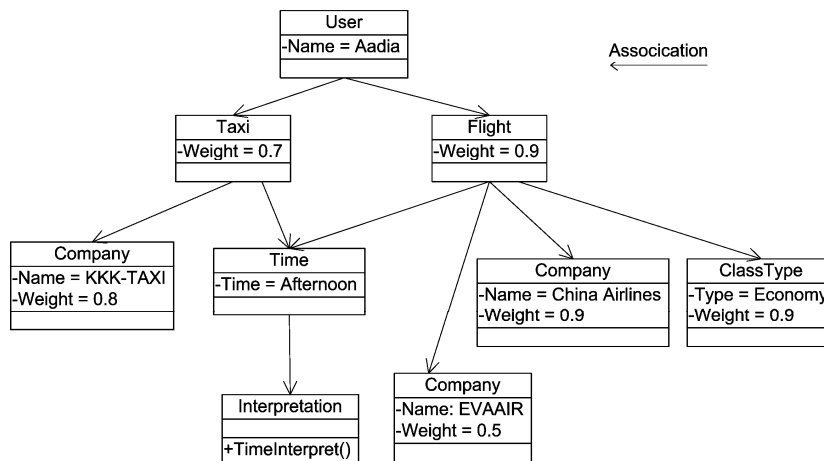 User
-Name = Aadia
Assocication
Taxi
-Weight = 0.7
Flight
-Weight = 0.9
Company
-Name = KKK-TAXI
-Weight = 0.8
Time
-Time = Afternoon
Company
-Name = China Airlines
-Weight = 0.9
ClassType
-Type = Economy
-Weight = 0.9
Interpretation
+TimeInterpret()
Company
-Name: EVAAIR
-Weight = 0.5